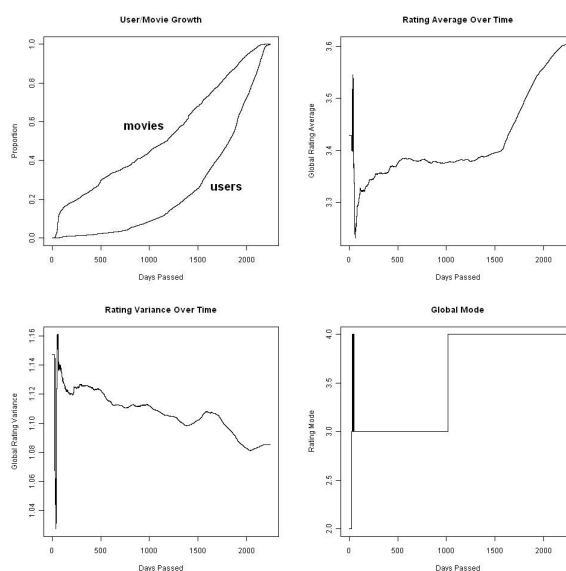 User/Movie Growth
Proportion
1.0
0.8
0.6
0.4
0.2
0.0
movies
users
0 500 1000 1500 2000
Days Passed
Rating Average Over Time
Global Rating Average
3.6
3.5
3.4
3.3
0 500 1000 1500 2000
Days Passed
Rating Variance Over Time
Global Rating Variance
1.16
1.14
1.12
1.10
1.08
1.06
1.04
0 500 1000 1500 2000
Days Passed
Global Mode
Rating Mode
4.0
3.5
3.0
2.5
2.0
0 500 1000 1500 2000
Days Passed